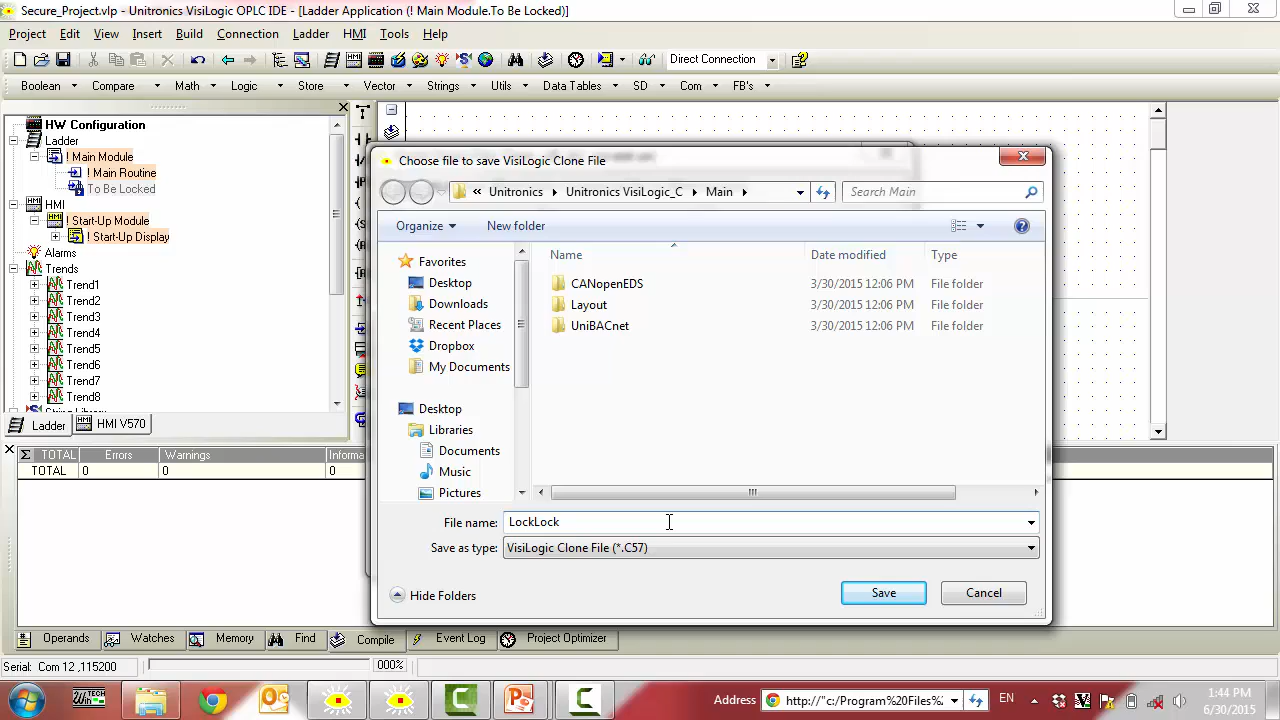 Secure_Project.vlp - Unitronics VisiLogic OPLC IDE - [Ladder Application (! Main Module.To Be Locked)]
Project Edit View Insert Build Connection Ladder HMI Tools Help
Direct Connection
Boolean Compare Math Logic Store Vector Strings Utils Data Tables SD Com FB's
HW Configuration
Ladder
! Main Module
! Main Routine
To Be Locked
HMI
! Start-Up Module
! Start-Up Display
Alarms
Trends
Trend1
Trend2
Trend3
Trend4
Trend5
Trend6
Trend7
Trend8
Ladder HMI V570
Choose file to save VisiLogic Clone File
« Unitronics Unitronics VisiLogic_C Main Search Main
Organize New folder
Name Date modified Type
Favorites
Desktop
Downloads
Recent Places
Dropbox
My Documents
Desktop
Libraries
Documents
Music
Pictures
CANopenEDS 3/30/2015 12:06 PM File folder
Layout 3/30/2015 12:06 PM File folder
UniBACnet 3/30/2015 12:06 PM File folder
File name: LockLock
Save as type: VisiLogic Clone File (*.C57)
Hide Folders Save Cancel
Σ TOTAL Errors Warnings Informa
TOTAL 0 0 0
Operands Watches Memory Find Compile Event Log Project Optimizer
Serial: Com 12 ,115200 000%
Address http://"c:/Program%20Files%: EN 1:44 PM
6/30/2015